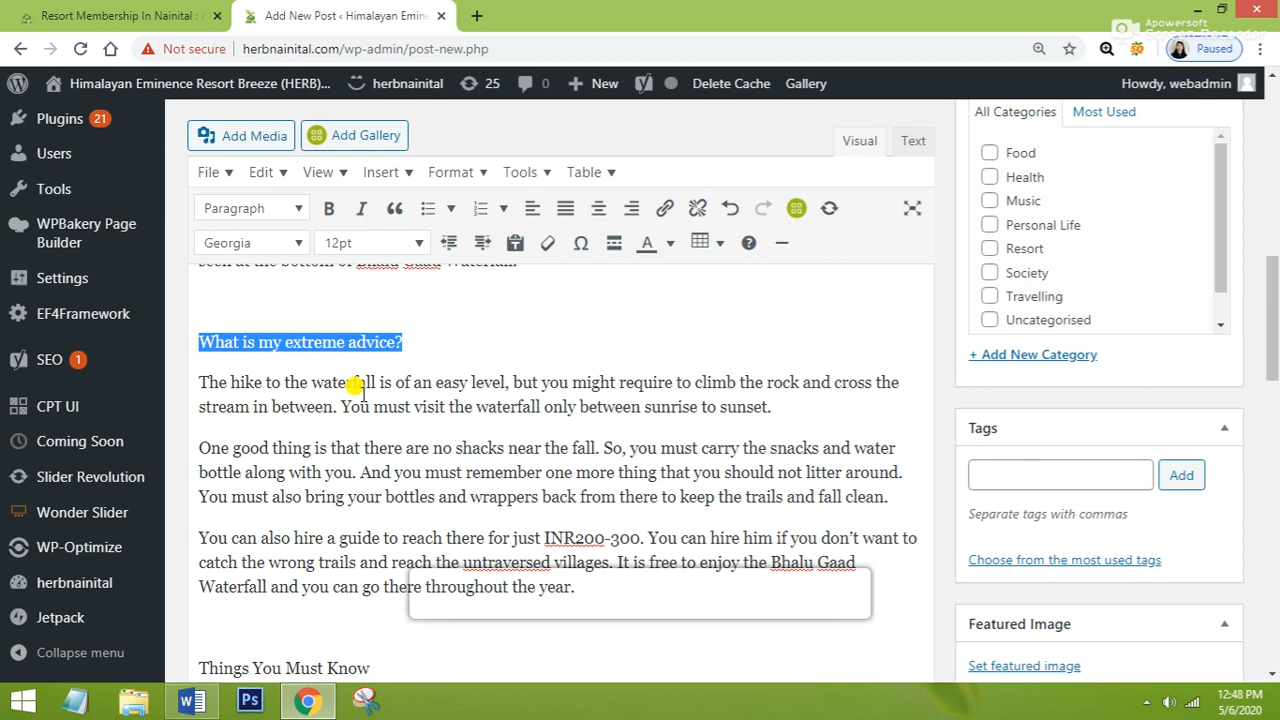 Resort Membership In Nainital : A
Add New Post ‹ Himalayan Emine
Apowersoft
Screen Recorder
Not secure
herbnainital.com/wp-admin/post-new.php
Paused
Himalayan Eminence Resort Breeze (HERB)...
herbnainital
25
0
New
Delete Cache
Gallery
Howdy, webadmin
Plugins 21
Users
Tools
WPBakery Page
Builder
Settings
EF4Framework
SEO 1
CPT UI
Coming Soon
Slider Revolution
Wonder Slider
WP-Optimize
herbnainital
Jetpack
Collapse menu
Add Media
Add Gallery
Visual
Text
File
Edit
View
Insert
Format
Tools
Table
Paragraph
Georgia
12pt
seen at the bottom of Bhalu Gaad Waterfall.
What is my extreme advice?
The hike to the waterfall is of an easy level, but you might require to climb the rock and cross the
stream in between. You must visit the waterfall only between sunrise to sunset.
One good thing is that there are no shacks near the fall. So, you must carry the snacks and water
bottle along with you. And you must remember one more thing that you should not litter around.
You must also bring your bottles and wrappers back from there to keep the trails and fall clean.
You can also hire a guide to reach there for just INR200-300. You can hire him if you don’t want to
catch the wrong trails and reach the untraversed villages. It is free to enjoy the Bhalu Gaad
Waterfall and you can go there throughout the year.
Things You Must Know
All Categories
Most Used
Food
Health
Music
Personal Life
Resort
Society
Travelling
Uncategorised
+ Add New Category
Tags
Add
Separate tags with commas
Choose from the most used tags
Featured Image
Set featured image
12:48 PM
5/6/2020